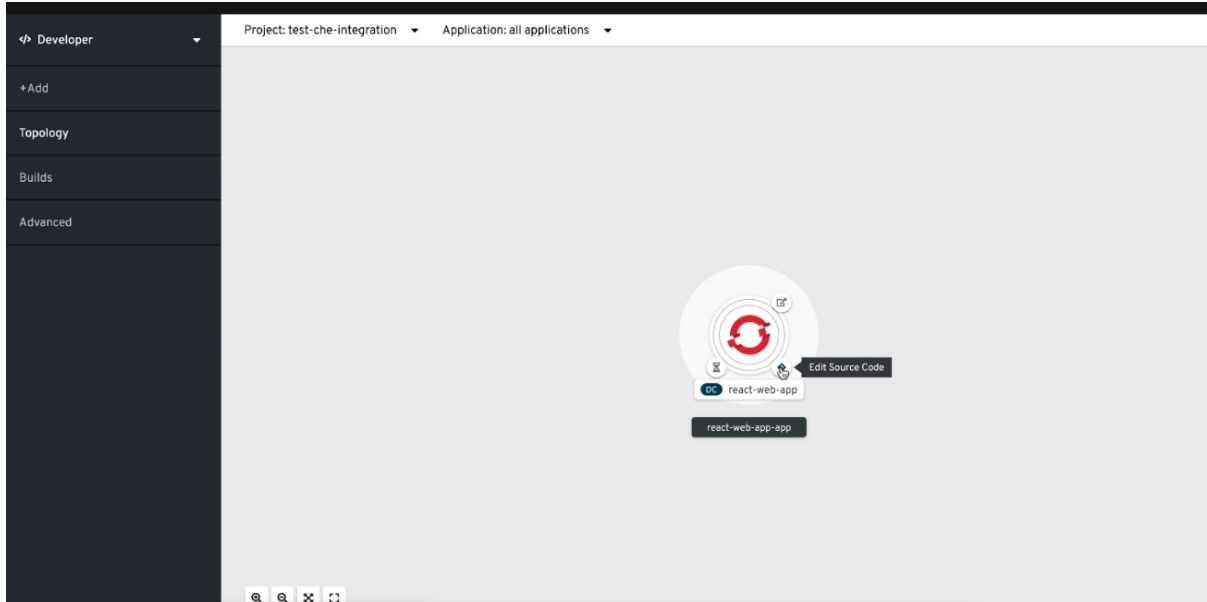 Developer
Project: test-che-integration
Application: all applications
+Add
Topology
Builds
Advanced
Edit Source Code
DC react-web-app
react-web-app-app